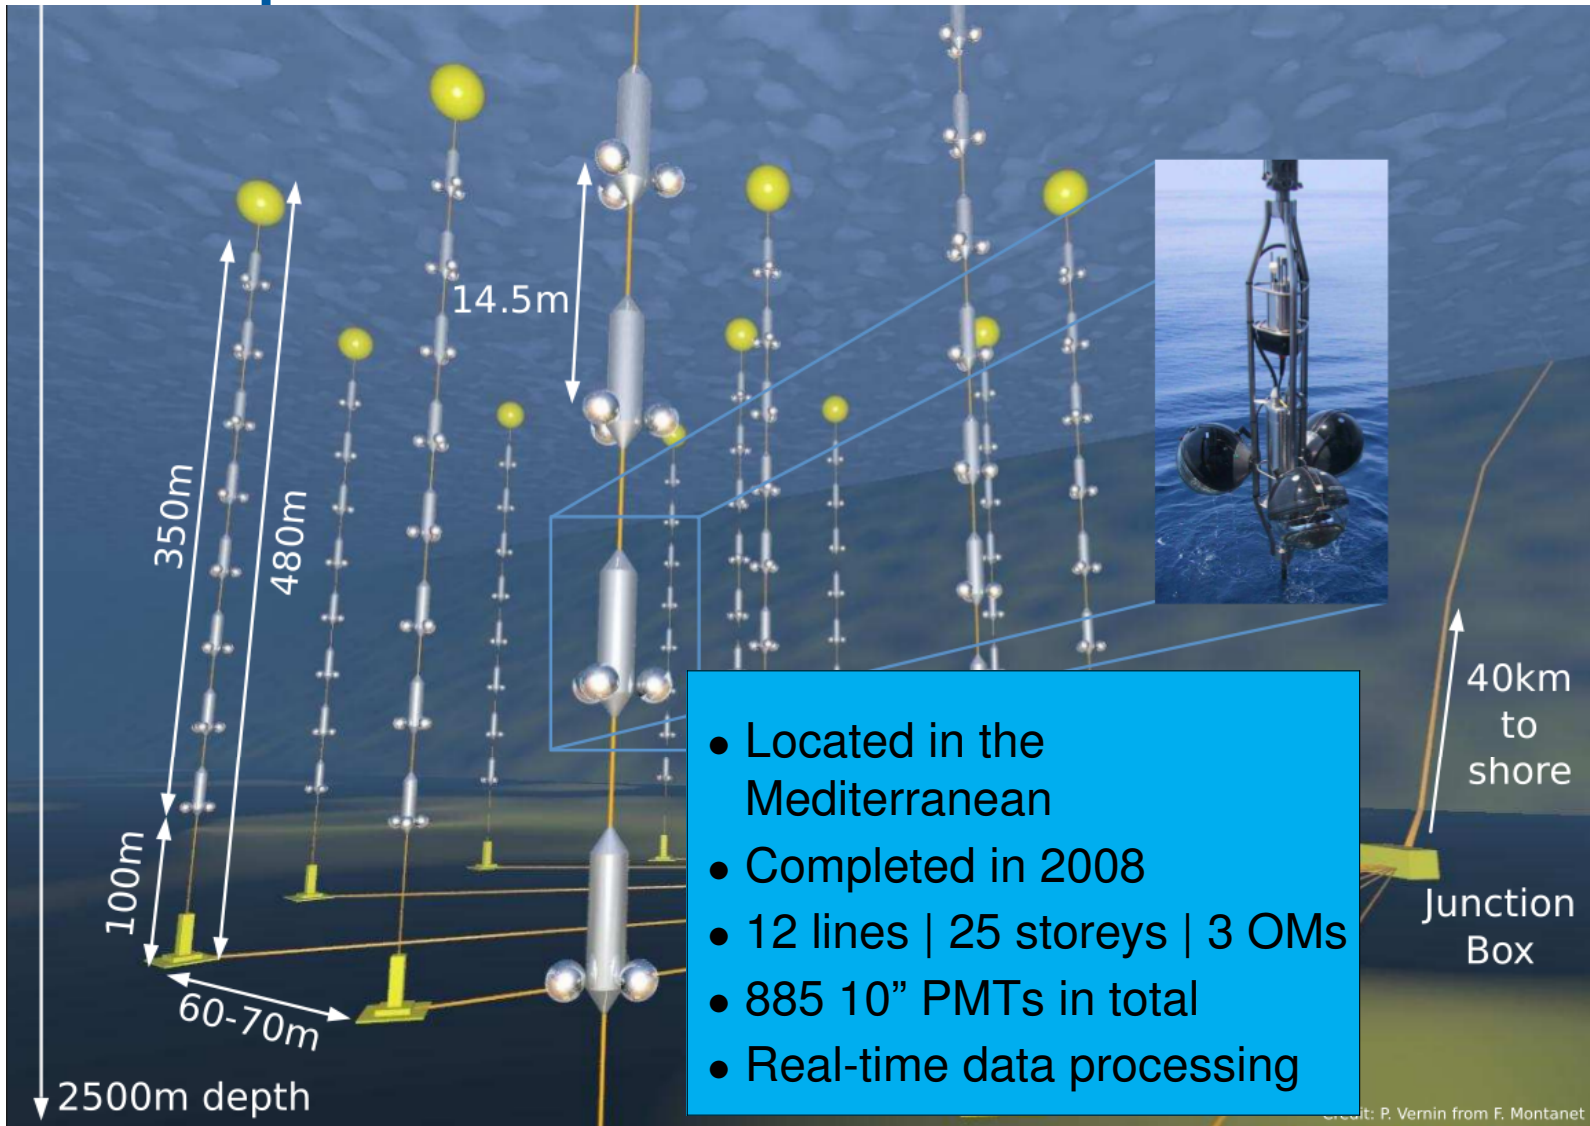 14.5m
350m
480m
100m
60-70m
2500m depth
40km
to
shore
Junction
Box
• Located in the
Mediterranean
• Completed in 2008
• 12 lines | 25 storeys | 3 OMs
• 885 10” PMTs in total
• Real-time data processing
Credit: P. Vernin from F. Montanet